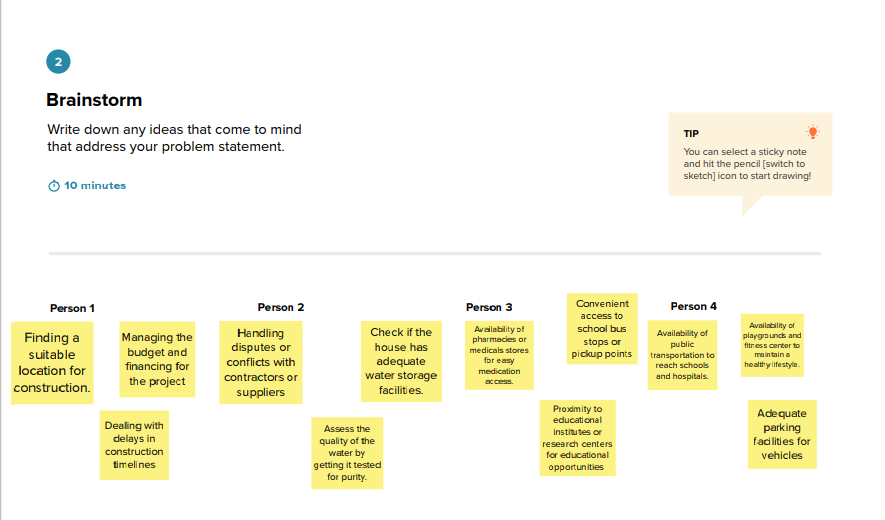 2
Brainstorm
Write down any ideas that come to mind
that address your problem statement.
10 minutes
TIP
You can select a sticky note
and hit the pencil [switch to
sketch] icon to start drawing!
Person 1
Finding a
suitable
location for
construction.
Managing the
budget and
financing for
the project
Dealing with
delays in
construction
timelines
Person 2
Handling
disputes or
conflicts with
contractors or
suppliers
Assess the
quality of the
water by
getting it tested
for purity.
Check if the
house has
adequate
water storage
facilities.
Person 3
Availability of
pharmacies or
medicals stores
for easy
medication
access.
Convenient
access to
school bus
stops or
pickup points
Proximity to
educational
institutes or
research centers
for educational
opportunities
Person 4
Availability of
public
transportation to
reach schools
and hospitals.
Availability of
playgrounds and
fitness center to
maintain a
healthy lifestyle.
Adequate
parking
facilities for
vehicles